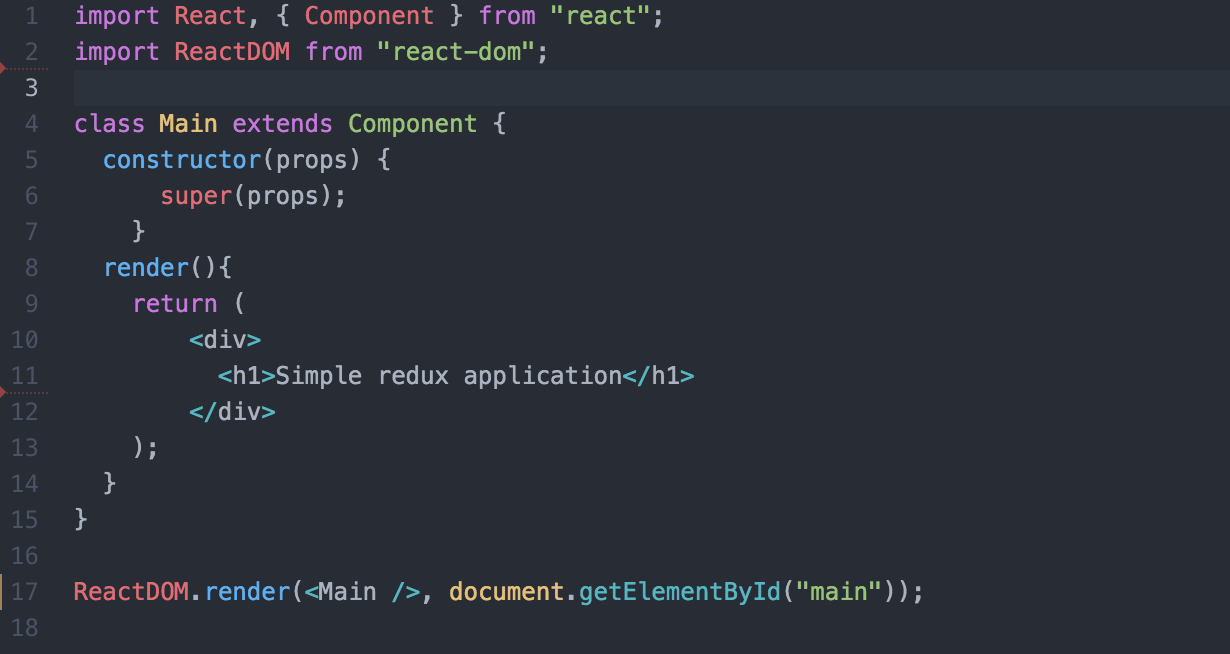 1 import React, { Component } from "react";
2 import ReactDOM from "react-dom";
3
4 class Main extends Component {
5   constructor(props) {
6       super(props);
7     }
8   render(){
9     return (
10         <div>
11           <h1>Simple redux application</h1>
12         </div>
13     );
14   }
15 }
16
17 ReactDOM.render(<Main />, document.getElementById("main"));
18